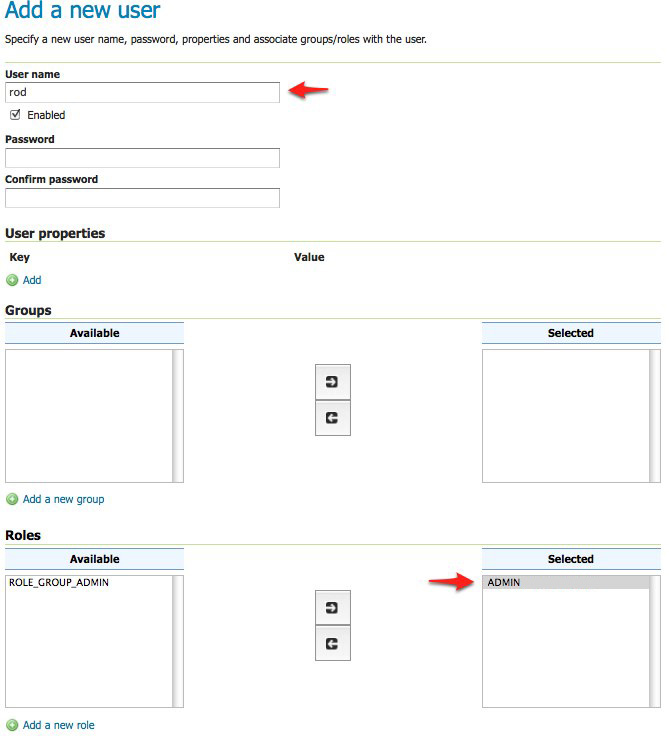 Add a new user
Specify a new user name, password, properties and associate groups/roles with the user.
User name
rod
Enabled
Password
Confirm password
User properties
Key Value
Add
Groups
Available Selected
Add a new group
Roles
Available Selected
ROLE_GROUP_ADMIN ADMIN
Add a new role